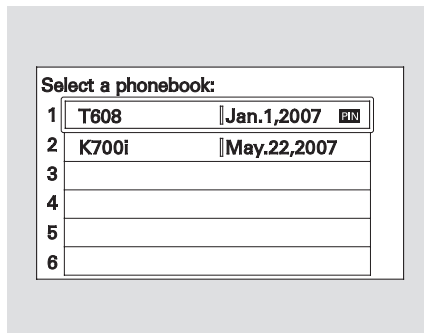 Select a phonebook:
1 T608 Jan.1,2007 PIN
2 K700i May.22,2007
3
4
5
6